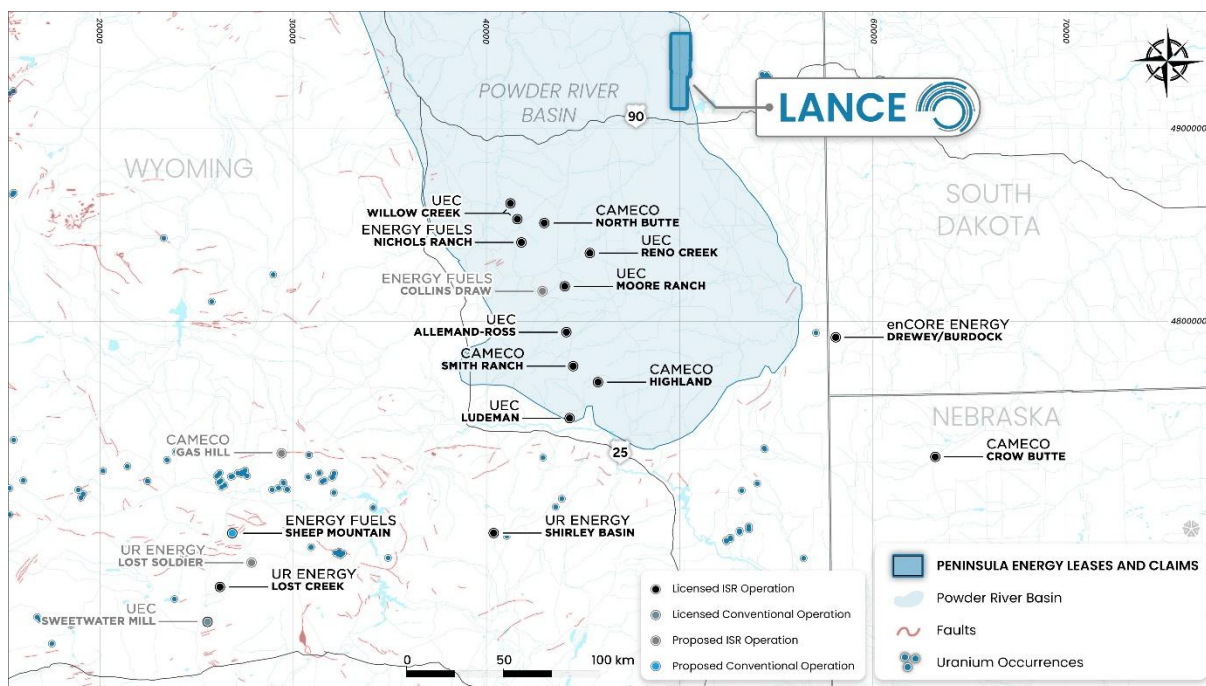 20000
30000
40000
60000
70000
POWDER RIVER
BASIN
90
LANCE
4900000
WYOMING
SOUTH
DAKOTA
UEC
WILLOW CREEK
CAMECO
NORTH BUTTE
ENERGY FUELS
NICHOLS RANCH
UEC
RENO CREEK
ENERGY FUELS
COLLINS DRAW
UEC
MOORE RANCH
UEC
ALLEMAND-ROSS
4800000
enCORE ENERGY
DREWEY/BURDOCK
CAMECO
SMITH RANCH
CAMECO
HIGHLAND
UEC
LUDEMAN
NEBRASKA
CAMECO
GAS HILL
25
CAMECO
CROW BUTTE
ENERGY FUELS
SHEEP MOUNTAIN
UR ENERGY
SHIRLEY BASIN
UR ENERGY
LOST SOLDIER
UR ENERGY
LOST CREEK
UEC
SWEETWATER MILL
0 50 100 km
Licensed ISR Operation
Licensed Conventional Operation
Proposed ISR Operation
Proposed Conventional Operation
PENINSULA ENERGY LEASES AND CLAIMS
Powder River Basin
Faults
Uranium Occurrences